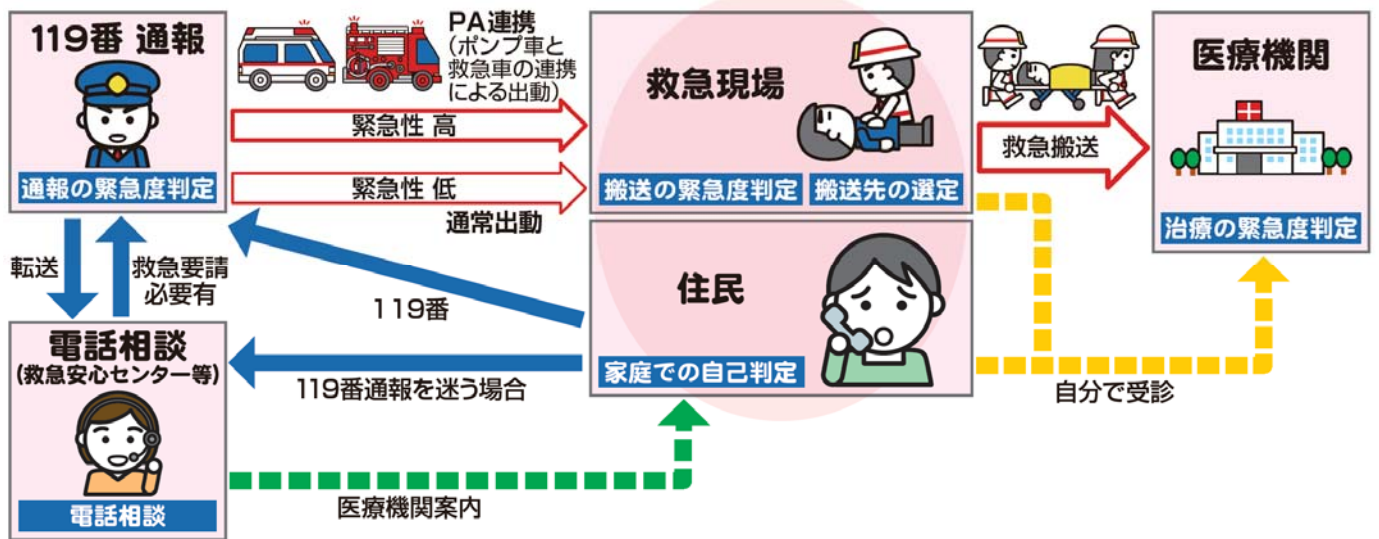 119番 通報
通報の緊急度判定
PA連携
(ポンプ車と
救急車の連携
による出動)
緊急性 高
緊急性 低
通常出動
救急現場
搬送の緊急度判定
搬送先の選定
救急搬送
医療機関
治療の緊急度判定
転送
救急要請
必要有
119番
住民
家庭での自己判定
電話相談
(救急安心センター等)
電話相談
119番通報を迷う場合
自分で受診
医療機関案内